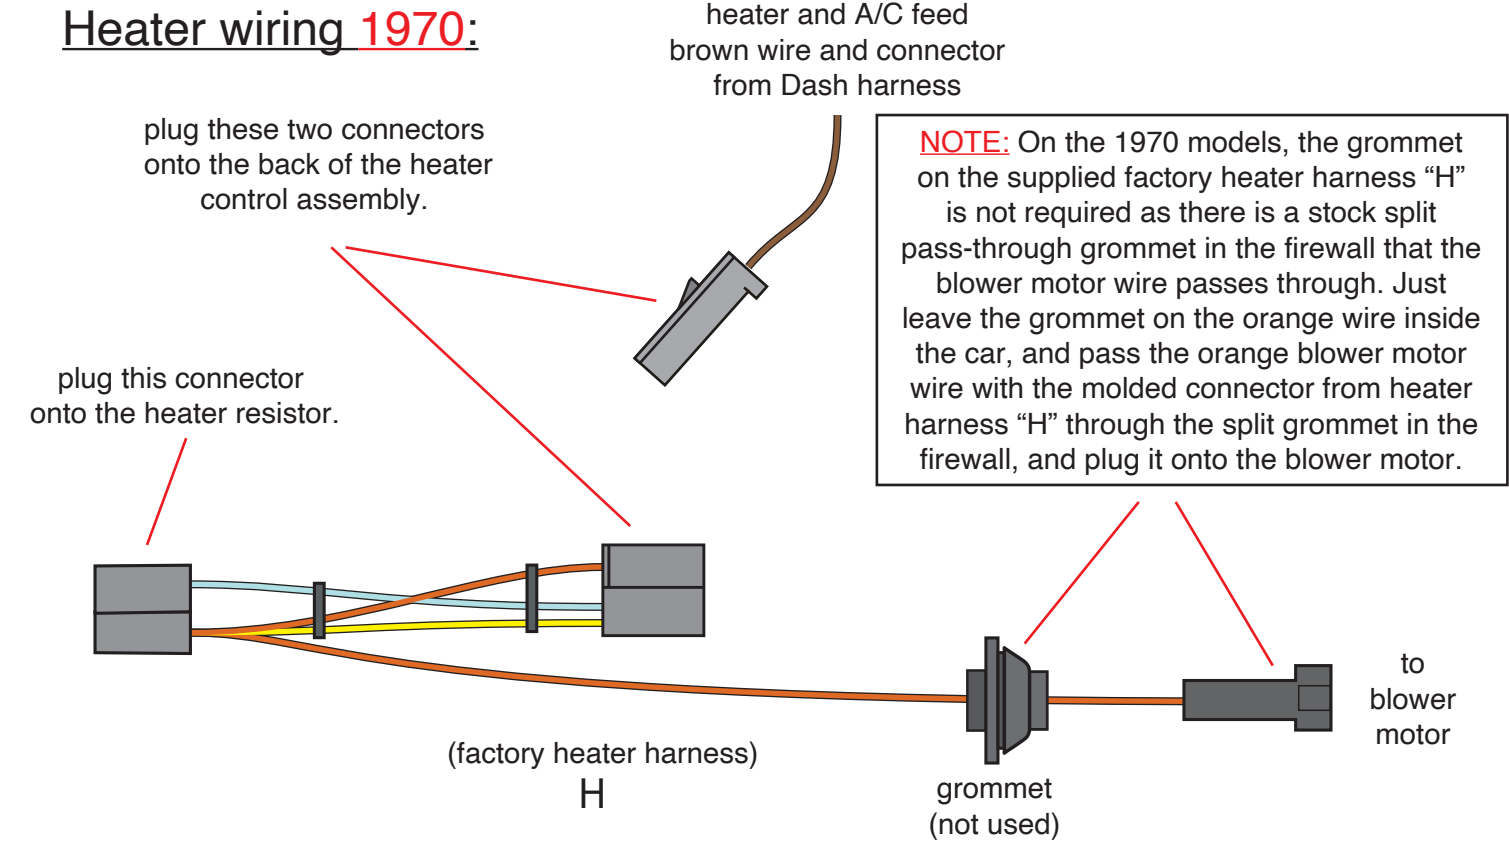 Heater wiring 1970:
heater and A/C feed
brown wire and connector
from Dash harness
plug these two connectors
onto the back of the heater
control assembly.
NOTE: On the 1970 models, the grommet
on the supplied factory heater harness “H”
is not required as there is a stock split
pass-through grommet in the firewall that the
blower motor wire passes through. Just
leave the grommet on the orange wire inside
the car, and pass the orange blower motor
wire with the molded connector from heater
harness “H” through the split grommet in the
firewall, and plug it onto the blower motor.
plug this connector
onto the heater resistor.
to
blower
motor
(factory heater harness)
H
grommet
(not used)